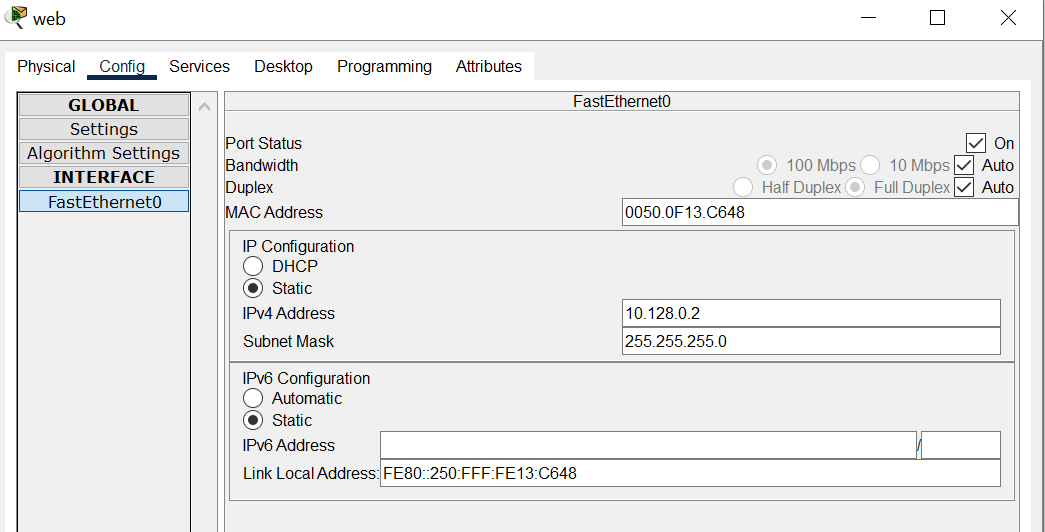 web
Physical Config Services Desktop Programming Attributes
GLOBAL
Settings
Algorithm Settings
INTERFACE
FastEthernet0
FastEthernet0
Port Status On
Bandwidth 100 Mbps 10 Mbps Auto
Duplex Half Duplex Full Duplex Auto
MAC Address 0050.0F13.C648
IP Configuration
DHCP
Static
IPv4 Address 10.128.0.2
Subnet Mask 255.255.255.0
IPv6 Configuration
Automatic
Static
IPv6 Address /
Link Local Address: FE80::250:FFF:FE13:C648